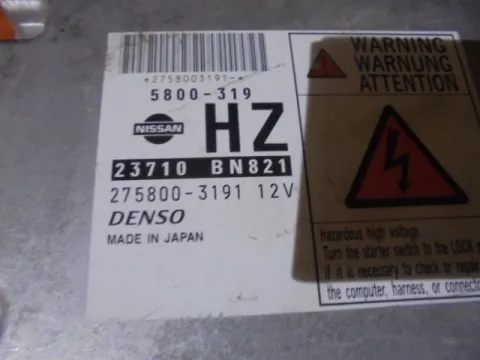 *2758003191-*
5800-319
NISSAN
HZ
23710 BN821
275800-3191 12V
DENSO
MADE IN JAPAN
WARNING
WARNUNG
ATTENTION
Hazardous high voltage.
Turn the starter switch to the LOCK
if it is necessary to check or repai
the computer, harness, or connecto